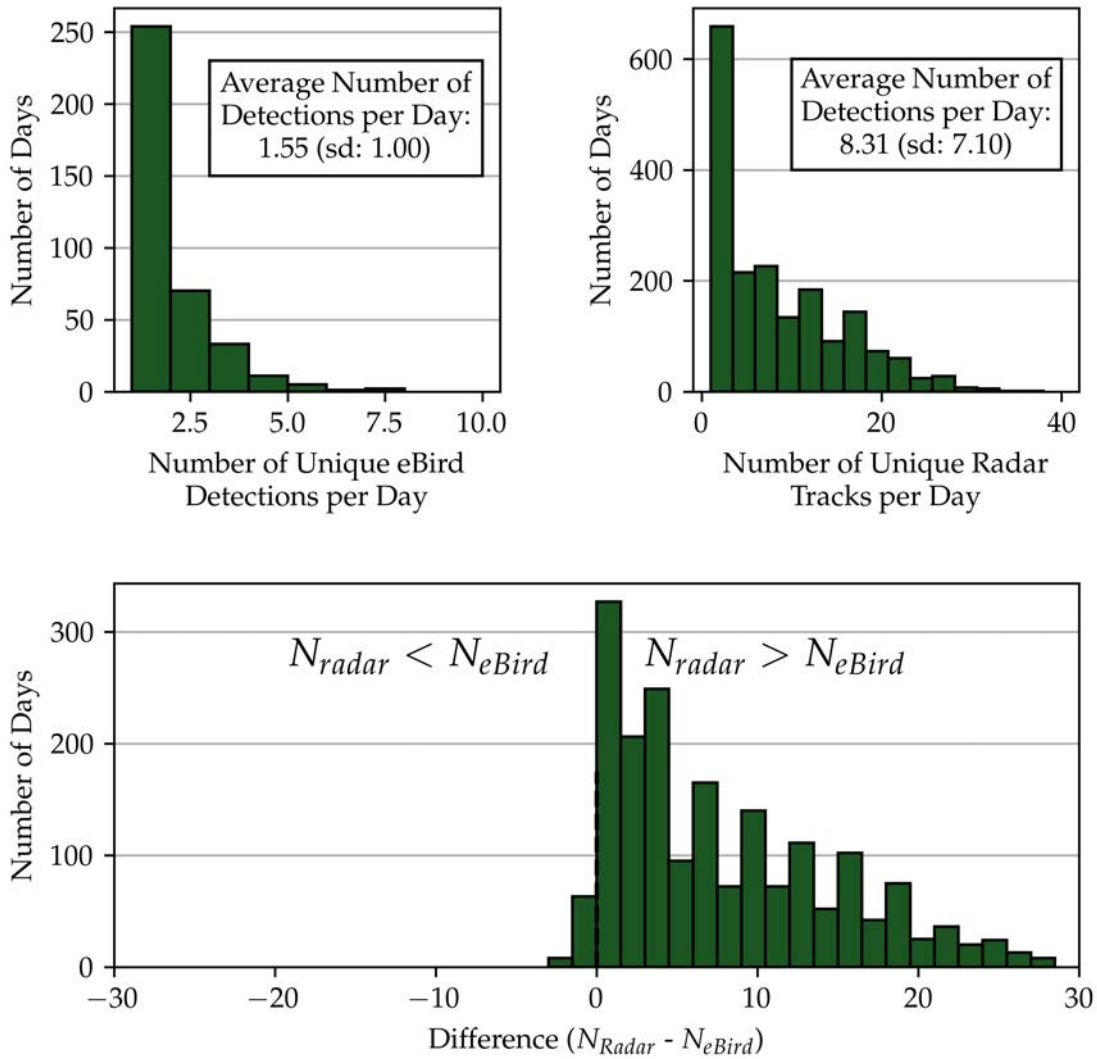 250
200
150
100
50
0
Number of Days
Average Number of
Detections per Day:
1.55 (sd: 1.00)
2.5
5.0
7.5
10.0
Number of Unique eBird
Detections per Day
600
400
200
0
Number of Days
Average Number of
Detections per Day:
8.31 (sd: 7.10)
0
20
40
Number of Unique Radar
Tracks per Day
300
200
100
0
Number of Days
N_radar < N_eBird
N_radar > N_eBird
−30
−20
−10
0
10
20
30
Difference (N_Radar - N_eBird)